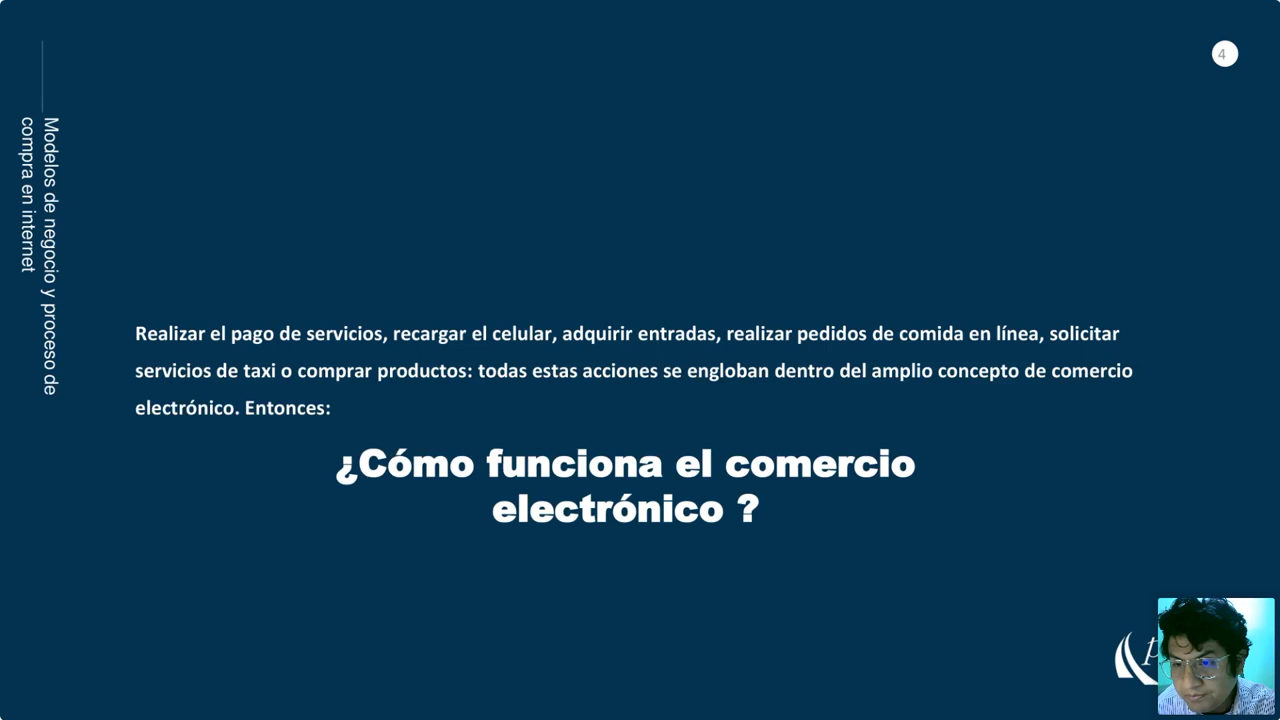 4
Modelos de negocio y proceso de
compra en internet
Realizar el pago de servicios, recargar el celular, adquirir entradas, realizar pedidos de comida en línea, solicitar
servicios de taxi o comprar productos: todas estas acciones se engloban dentro del amplio concepto de comercio
electrónico. Entonces:
¿Cómo funciona el comercio
electrónico ?